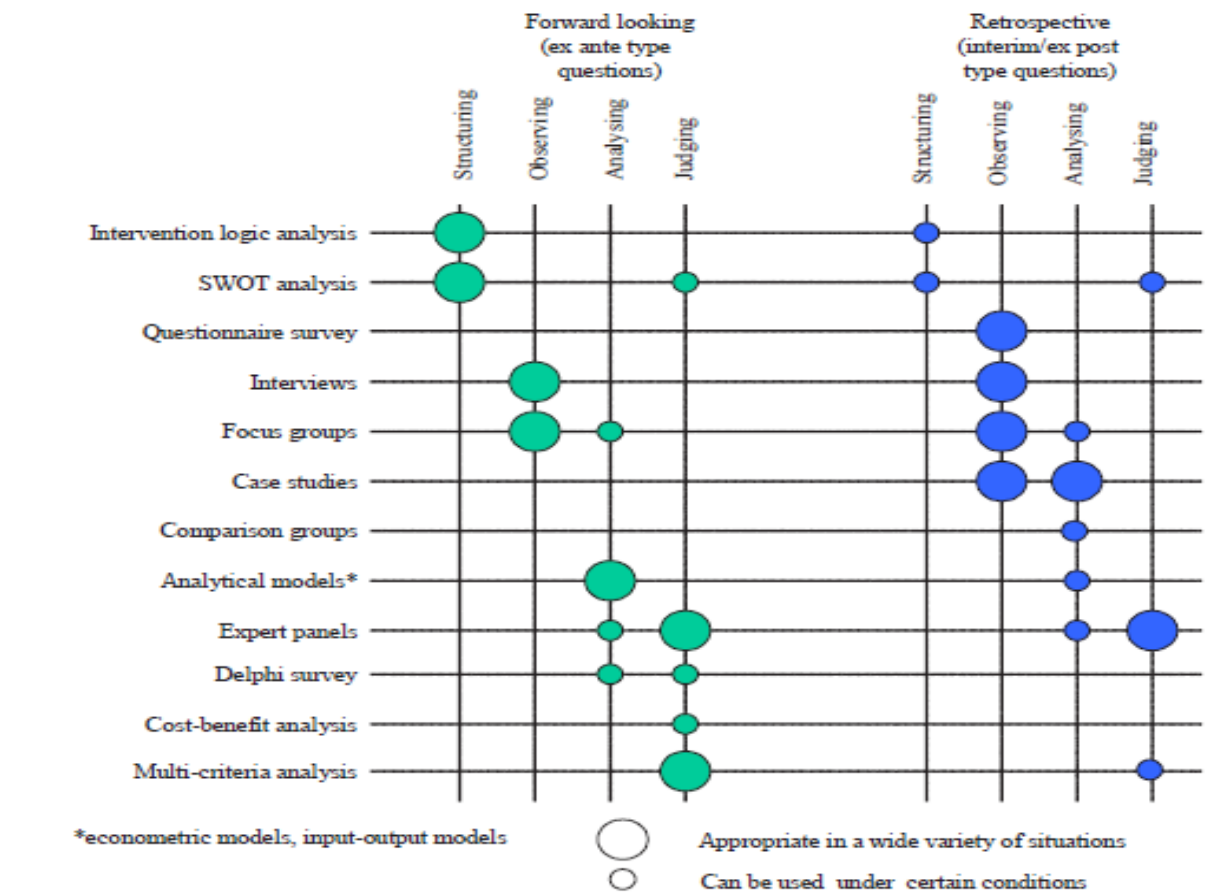 Forward looking
(ex ante type
questions)
Retrospective
(interim/ex post
type questions)
Structuring
Observing
Analysing
Judging
Structuring
Observing
Analysing
Judging
Intervention logic analysis
SWOT analysis
Questionnaire survey
Interviews
Focus groups
Case studies
Comparison groups
Analytical models*
Expert panels
Delphi survey
Cost-benefit analysis
Multi-criteria analysis
*econometric models, input-output models
Appropriate in a wide variety of situations
Can be used under certain conditions